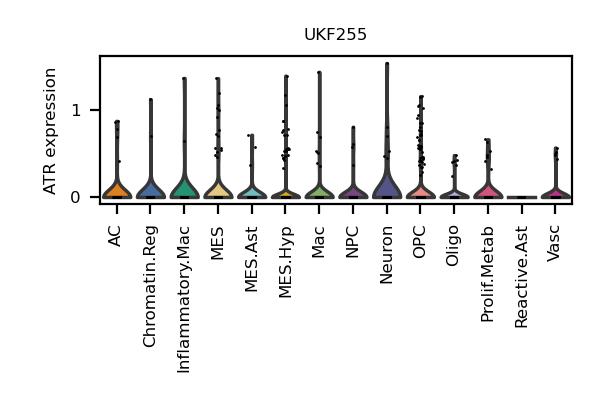 UKF255
ATR expression
1
0
AC
Chromatin.Reg
Inflammatory.Mac
MES
MES.Ast
MES.Hyp
Mac
NPC
Neuron
OPC
Oligo
Prolif.Metab
Reactive.Ast
Vasc